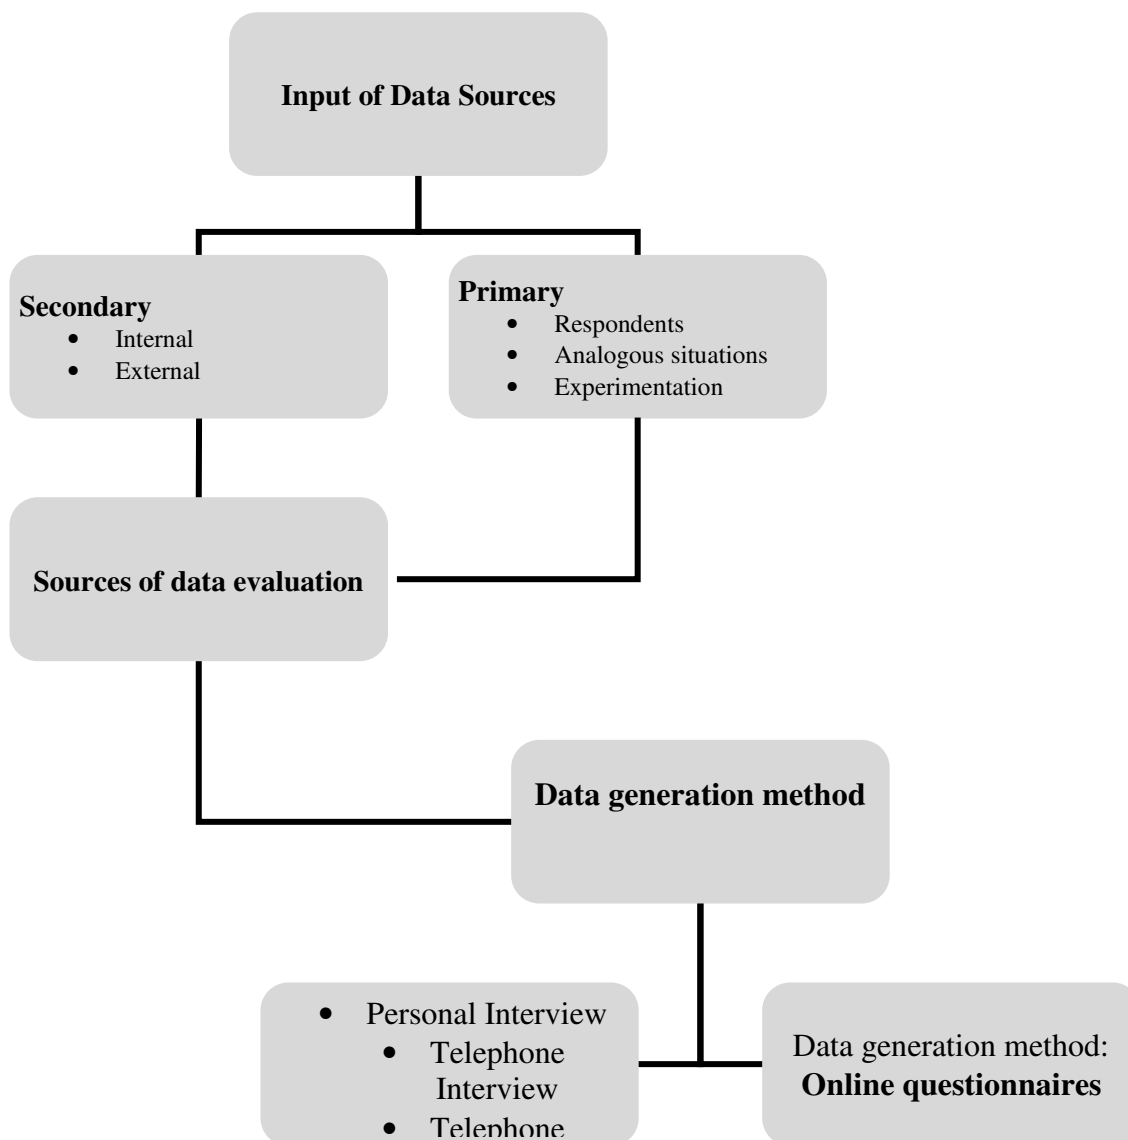 Input of Data Sources
Secondary
• Internal
• External
Primary
• Respondents
• Analogous situations
• Experimentation
Sources of data evaluation
Data generation method
• Personal Interview
• Telephone
Interview
• Telephone
Data generation method:
Online questionnaires